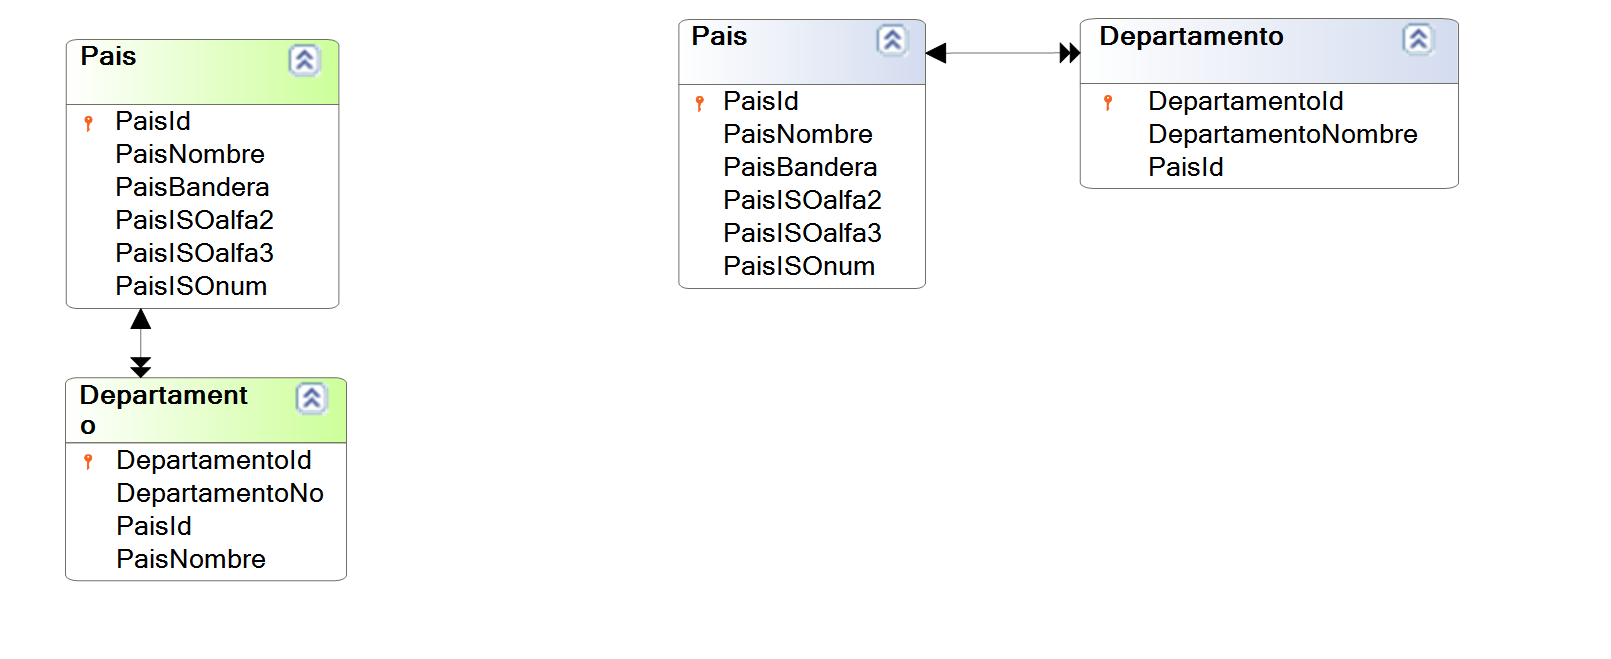 Pais
PaisId
PaisNombre
PaisBandera
PaisISOalfa2
PaisISOalfa3
PaisISOnum
Departament
o
DepartamentoId
DepartamentoNo
PaisId
PaisNombre
Pais
PaisId
PaisNombre
PaisBandera
PaisISOalfa2
PaisISOalfa3
PaisISOnum
Departamento
DepartamentoId
DepartamentoNombre
PaisId